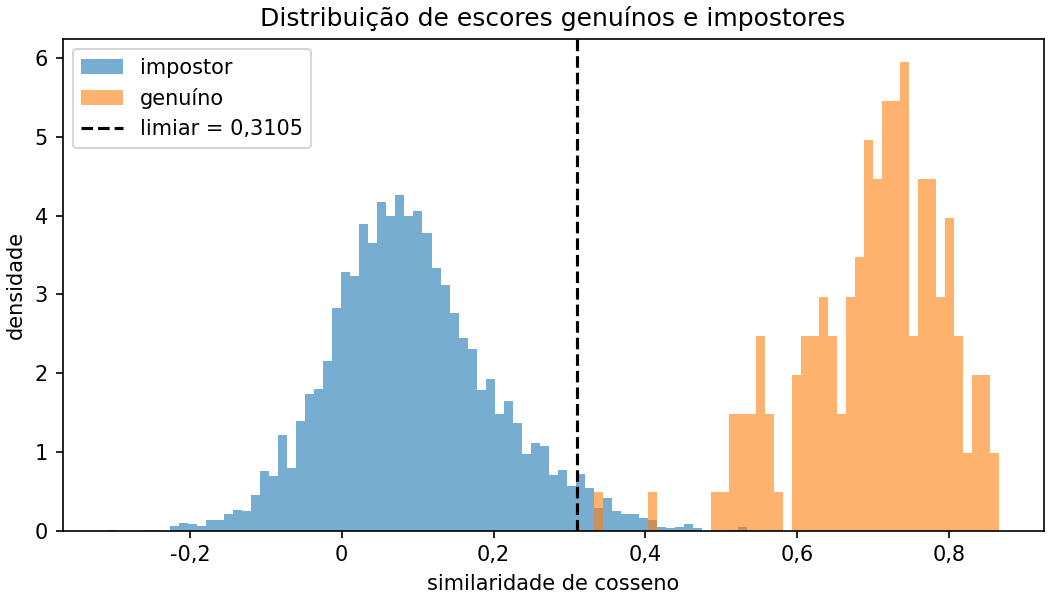 Distribuição de escores genuínos e impostores
impostor
genuíno
limiar = 0,3105
densidade
6
5
4
3
2
1
0
-0,2
0
0,2
0,4
0,6
0,8
similaridade de cosseno